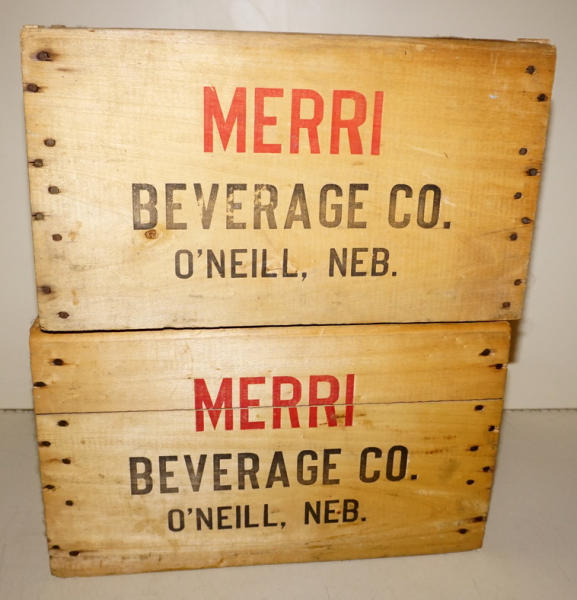 MERRI
BEVERAGE CO.
O'NEILL, NEB.
MERRI
BEVERAGE CO.
O'NEILL, NEB.